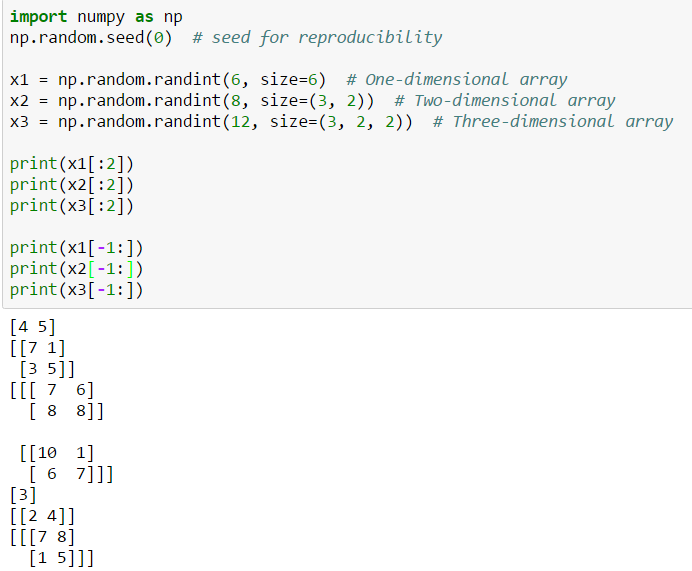 import numpy as np
np.random.seed(0)  # seed for reproducibility

x1 = np.random.randint(6, size=6)  # One-dimensional array
x2 = np.random.randint(8, size=(3, 2))  # Two-dimensional array
x3 = np.random.randint(12, size=(3, 2, 2))  # Three-dimensional array

print(x1[:2])
print(x2[:2])
print(x3[:2])

print(x1[-1:])
print(x2[-1:])
print(x3[-1:])
[4 5]
[[7 1]
 [3 5]]
[[[ 7  6]
  [ 8  8]]

 [[10  1]
  [ 6  7]]]
[3]
[[2 4]]
[[[7 8]
  [1 5]]]